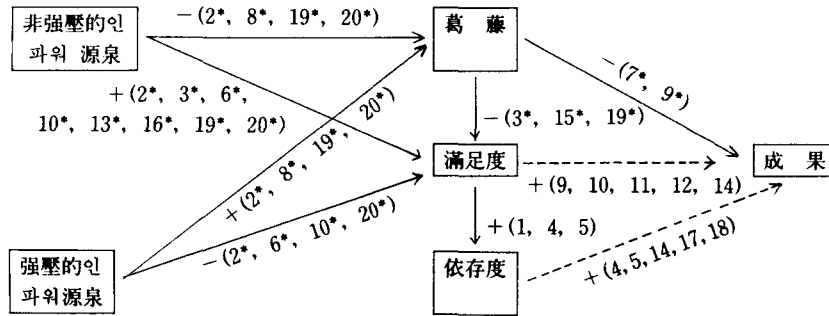 非强壓的인
파워 源泉
-(2*, 8*, 19*, 20*)
葛 藤
+(2*, 3*, 6*,
10*, 13*, 16*, 19*, 20*)
-(7*, 9*)
-(3*, 15*, 19*)
+(2*, 8*, 19*, 20*)
滿足度
成 果
+(9, 10, 11, 12, 14)
-(2*, 6*, 10*, 20*)
+(1, 4, 5)
强壓的인
파워源泉
依存度
+(4,5,14,17,18)